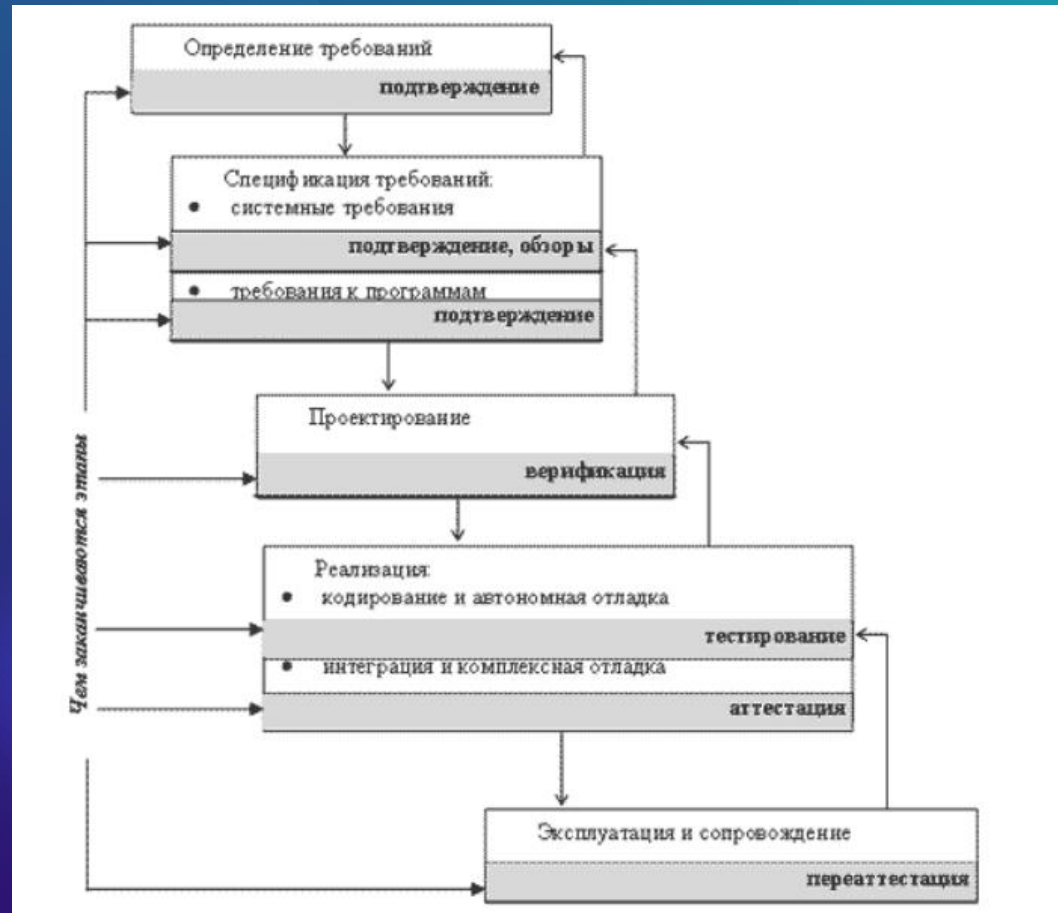 Определение требований
подтверждение
Спецификация требований:
• системные требования
подтверждение, обзоры
• требования к программам
подтверждение
Проектирование
верификация
Реализация:
• кодирование и автономная отладка
тестирование
• интеграция и комплексная отладка
аттестация
Эксплуатация и сопровождение
переаттестация
Чем заканчиваются этапы